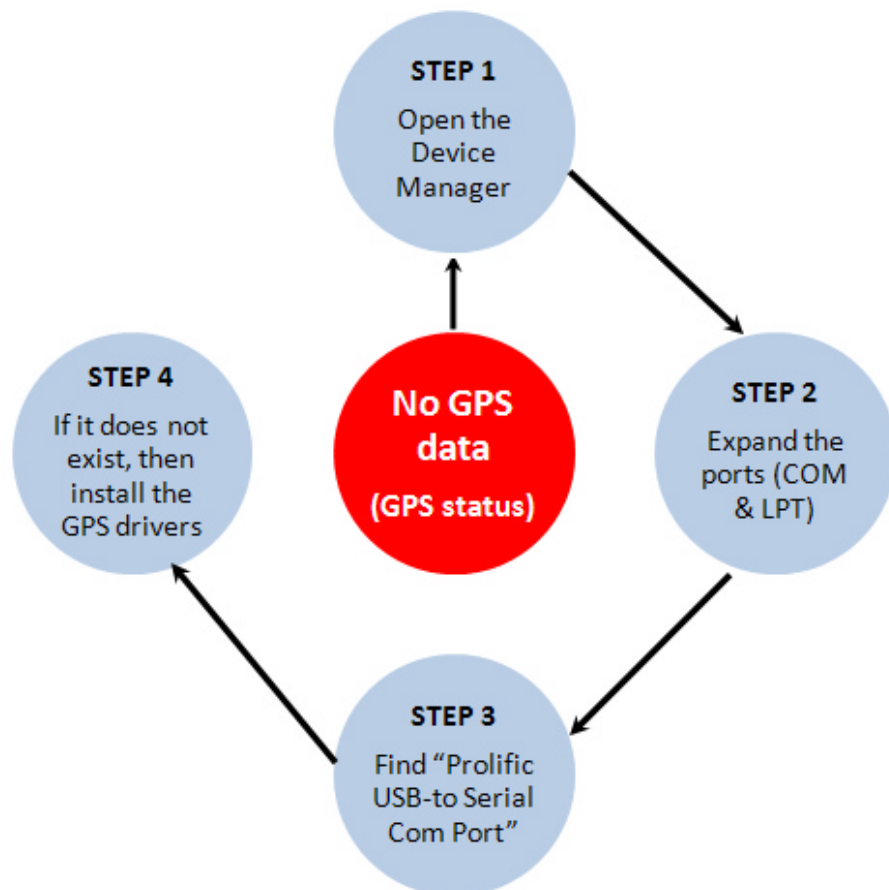 STEP 1
Open the
Device
Manager
STEP 2
Expand the
ports (COM
& LPT)
STEP 3
Find “Prolific
USB-to Serial
Com Port”
STEP 4
If it does not
exist, then
install the
GPS drivers
No GPS
data
(GPS status)